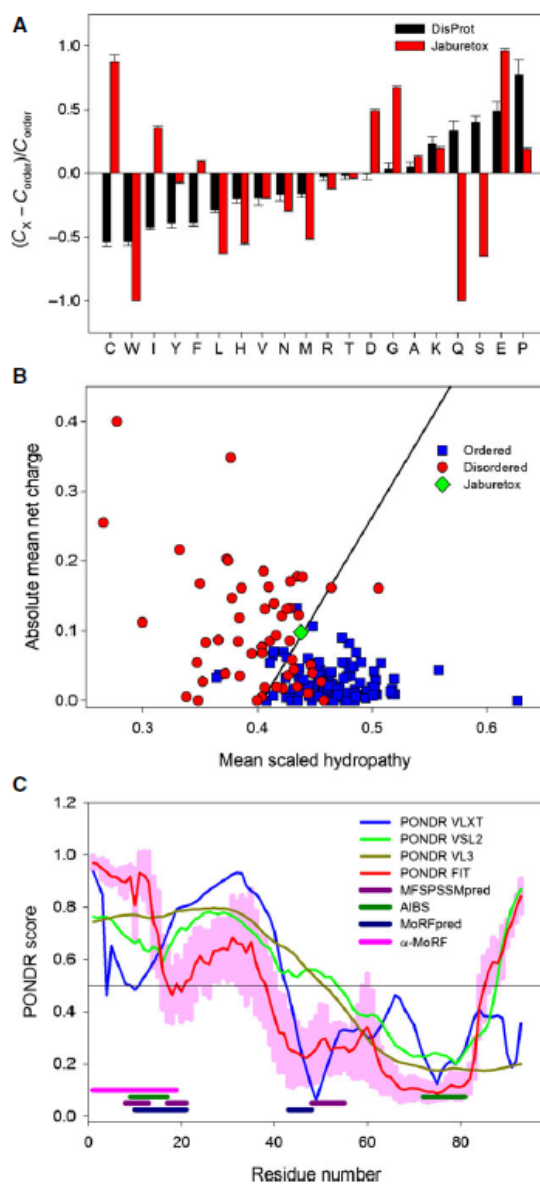 A
DisProt
Jaburetox
1.0
0.5
0.0
−0.5
−1.0
(Cx − Corder)/Corder
C W I Y F L H V N M R T D G A K Q S E P
B
0.4
0.3
0.2
0.1
0.0
Absolute mean net charge
Ordered
Disordered
Jaburetox
0.3 0.4 0.5 0.6
Mean scaled hydropathy
C
1.2
1.0
0.8
0.6
0.4
0.2
0.0
PONDR score
PONDR VLXT
PONDR VSL2
PONDR VL3
PONDR FIT
MFSPSSMpred
AIBS
MoRFpred
α-MoRF
0 20 40 60 80
Residue number